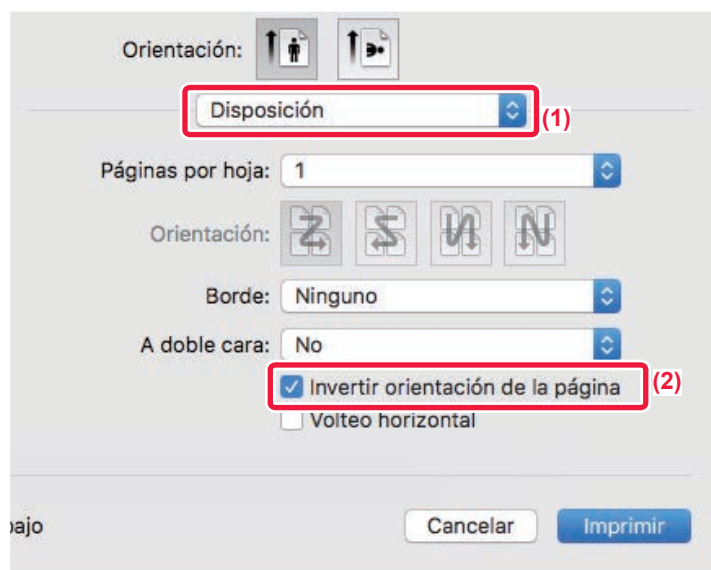 Orientación:
Disposición
(1)
Páginas por hoja: 1
Orientación:
Borde: Ninguno
A doble cara: No
Invertir orientación de la página
(2)
Volteo horizontal
bajo Cancelar Imprimir